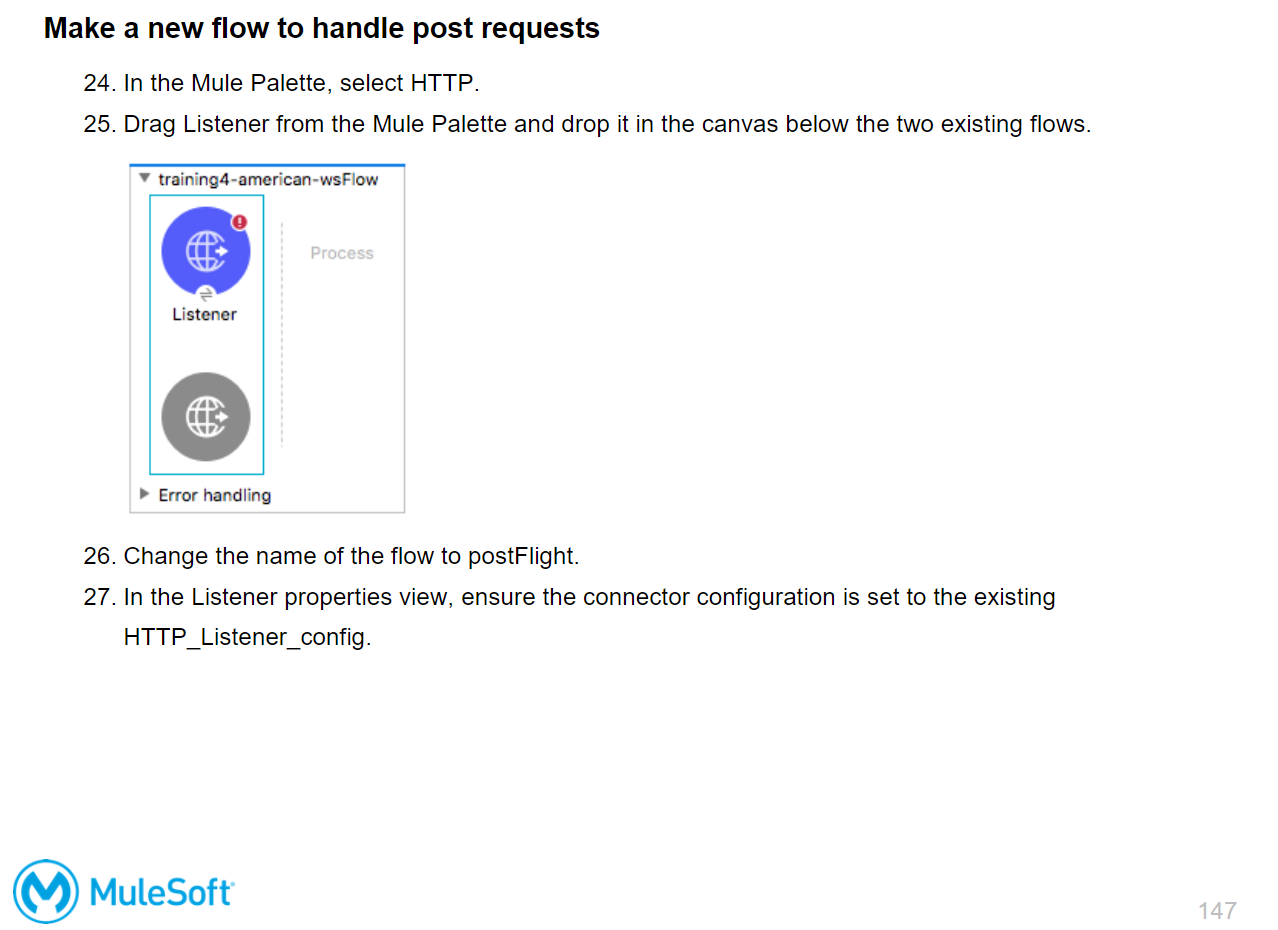 Make a new flow to handle post requests
24. In the Mule Palette, select HTTP.
25. Drag Listener from the Mule Palette and drop it in the canvas below the two existing flows.
training4-american-wsFlow
Process
Listener
Error handling
26. Change the name of the flow to postFlight.
27. In the Listener properties view, ensure the connector configuration is set to the existing
HTTP_Listener_config.
MuleSoft
147